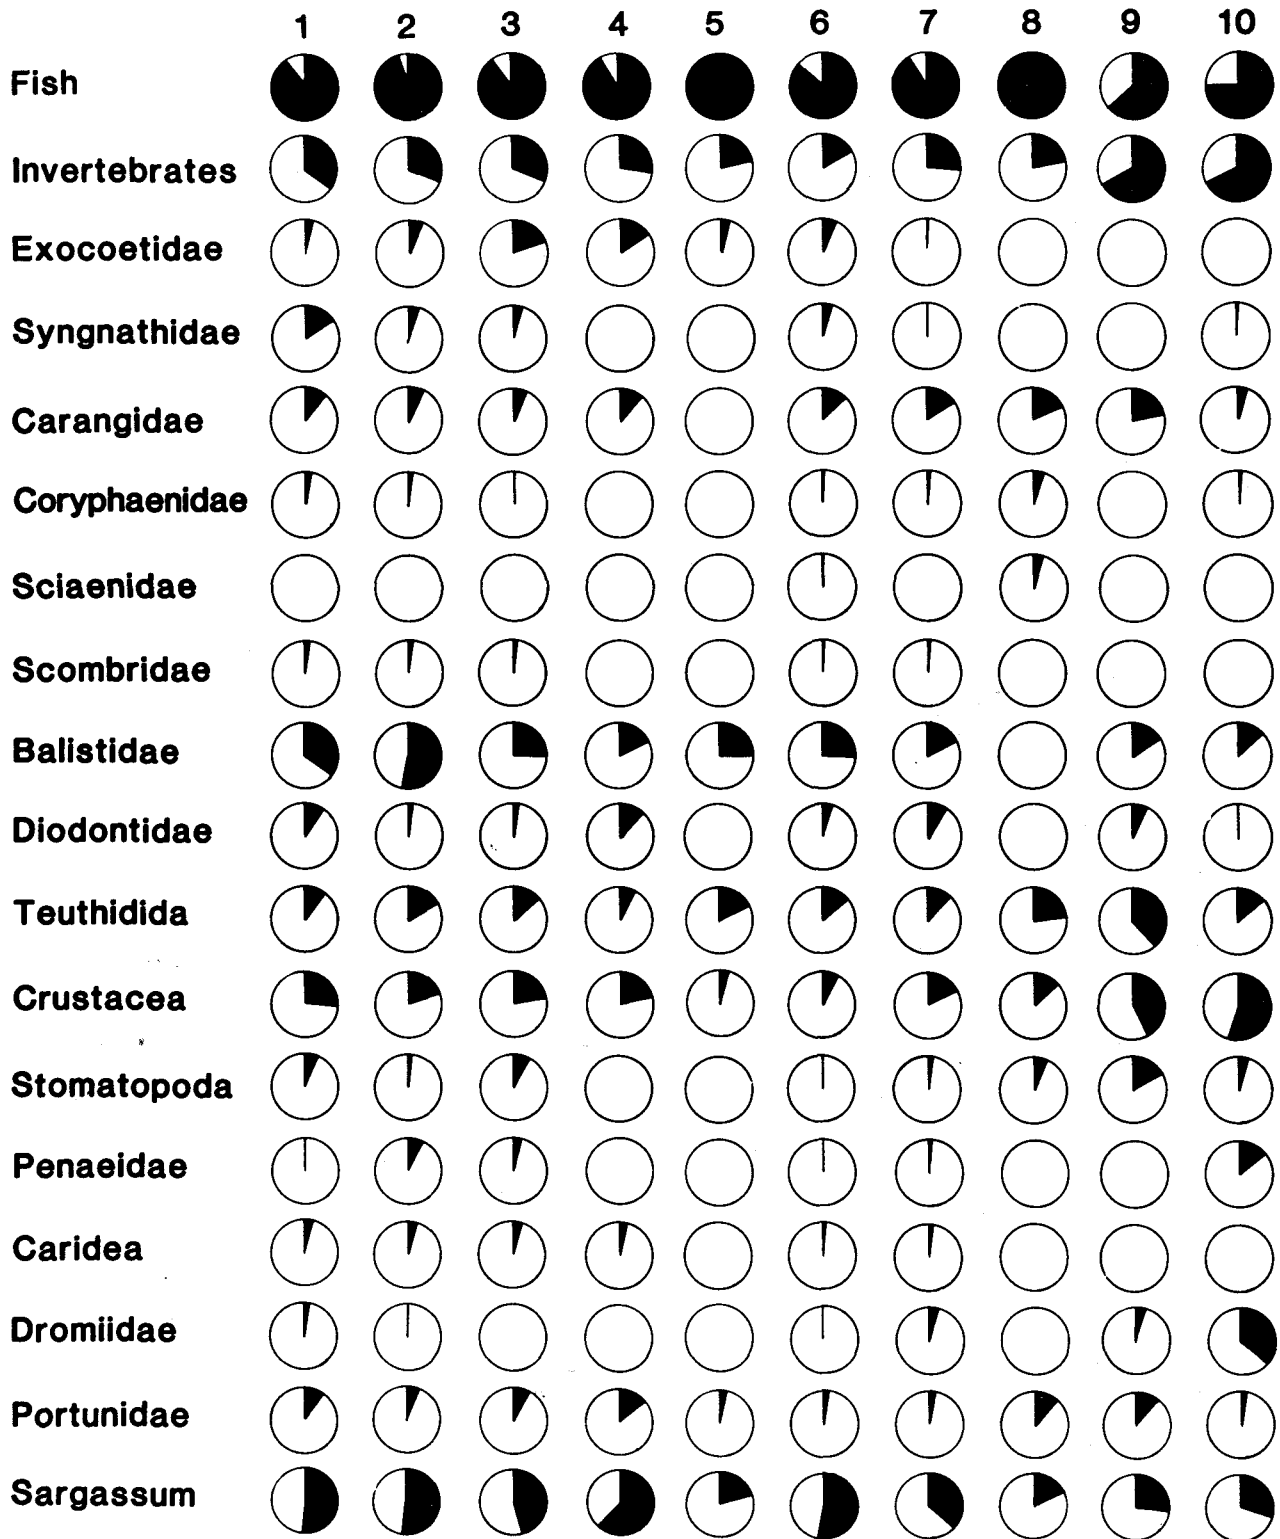 1 2 3 4 5 6 7 8 9 10
Fish
Invertebrates
Exocoetidae
Syngnathidae
Carangidae
Coryphaenidae
Sciaenidae
Scombridae
Balistidae
Diodontidae
Teuthidida
Crustacea
Stomatopoda
Penaeidae
Caridea
Dromiidae
Portunidae
Sargassum